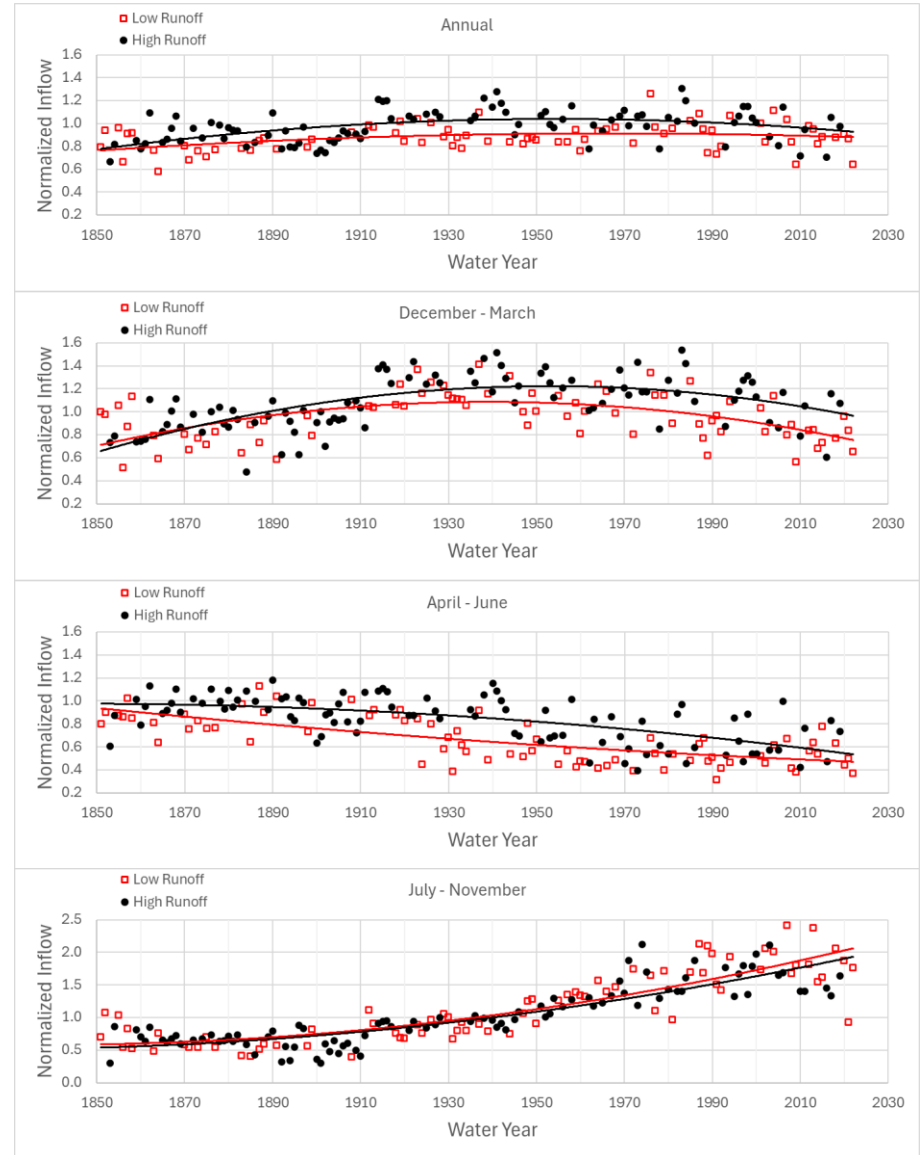 Low Runoff
High Runoff
Annual
Normalized Inflow
1.6
1.4
1.2
1.0
0.8
0.6
0.4
0.2
1850 1870 1890 1910 1930 1950 1970 1990 2010 2030
Water Year
Low Runoff
High Runoff
December - March
Normalized Inflow
1.6
1.4
1.2
1.0
0.8
0.6
0.4
0.2
1850 1870 1890 1910 1930 1950 1970 1990 2010 2030
Water Year
Low Runoff
High Runoff
April - June
Normalized Inflow
1.6
1.4
1.2
1.0
0.8
0.6
0.4
0.2
1850 1870 1890 1910 1930 1950 1970 1990 2010 2030
Water Year
Low Runoff
High Runoff
July - November
Normalized Inflow
2.5
2.0
1.5
1.0
0.5
0.0
1850 1870 1890 1910 1930 1950 1970 1990 2010 2030
Water Year